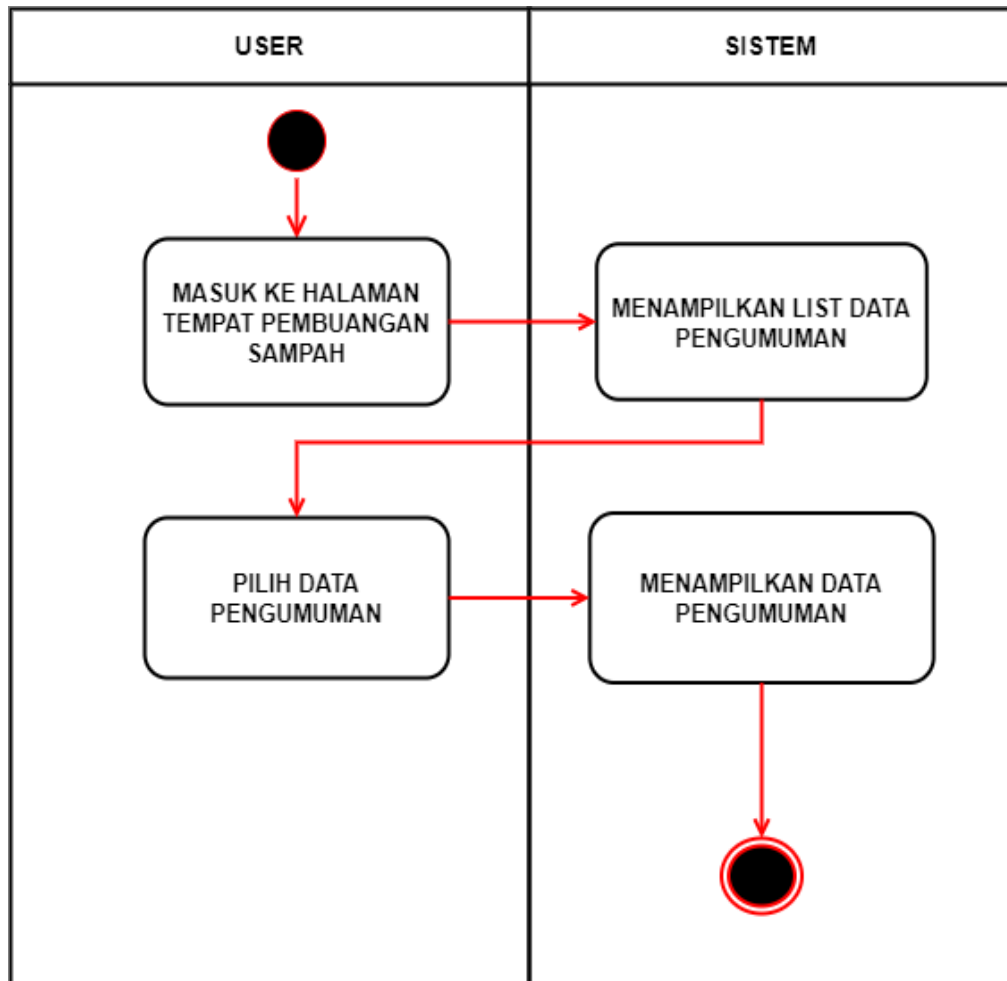 USER
SISTEM
MASUK KE HALAMAN
TEMPAT PEMBUANGAN
SAMPAH
MENAMPILKAN LIST DATA
PENGUMUMAN
PILIH DATA
PENGUMUMAN
MENAMPILKAN DATA
PENGUMUMAN